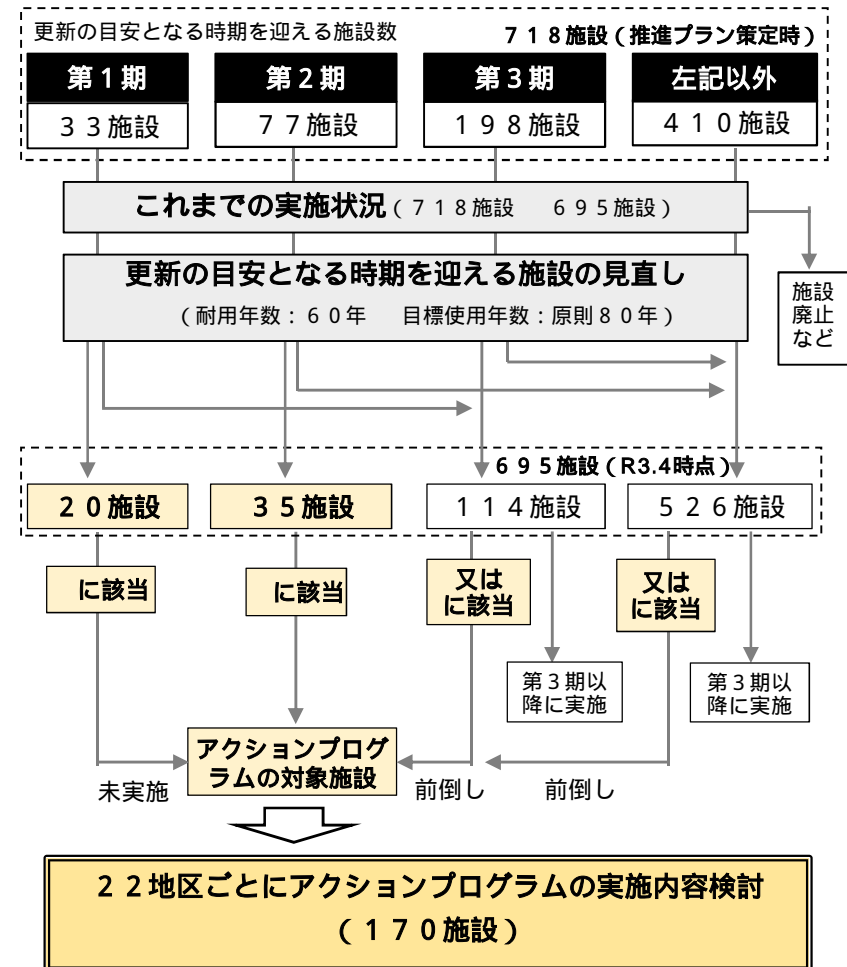 更新の目安となる時期を迎える施設数
718施設(推進プラン策定時)
第1期
第2期
第3期
左記以外
33施設
77施設
198施設
410施設
これまでの実施状況(718施設 695施設)
更新の目安となる時期を迎える施設の見直し
(耐用年数:60年 目標使用年数:原則80年)
施設
廃止
など
695施設(R3.4時点)
20施設
35施設
114施設
526施設
に該当
に該当
又は
に該当
又は
に該当
第3期以
降に実施
第3期以
降に実施
アクションプログ
ラムの対象施設
未実施
前倒し
前倒し
22地区ごとにアクションプログラムの実施内容検討
(170施設)